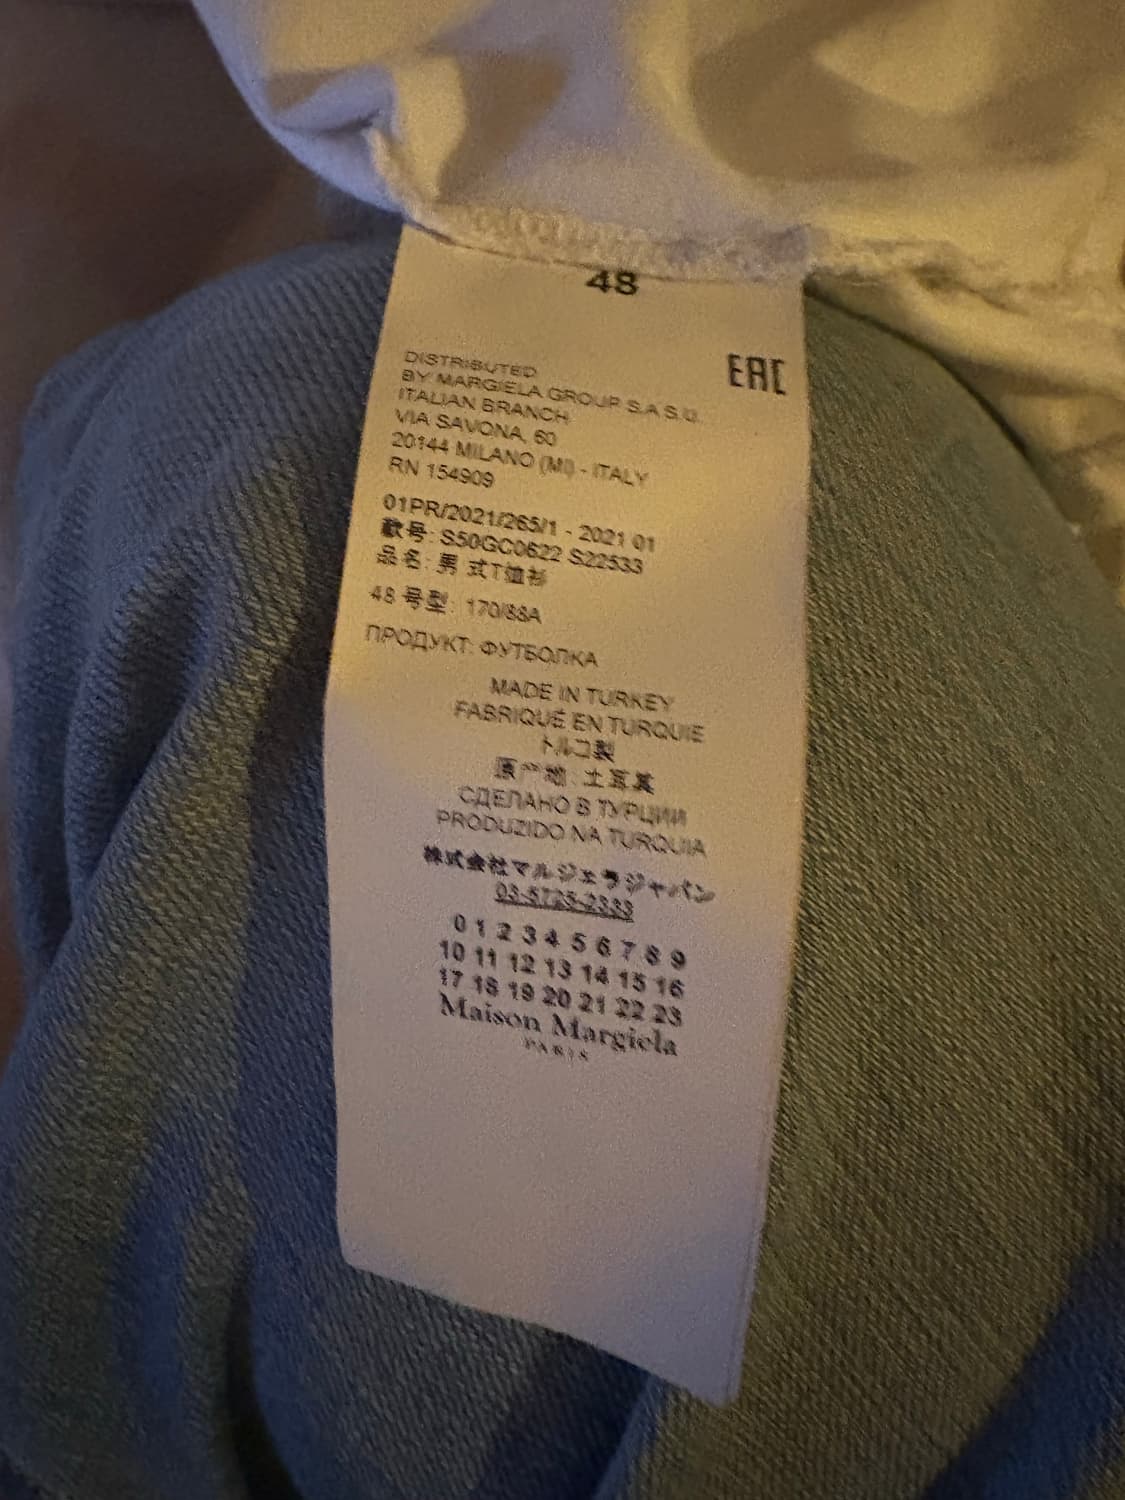 48
EAC
DISTRIBUTED
BY MARGIELA GROUP S.A.S.U.
ITALIAN BRANCH
VIA SAVONA, 60
20144 MILANO (MI) - ITALY
RN 154909
01PR/2021/265/1 - 2021 01
款号: S50GC0622 S22533
品名: 男 式T恤衫
48 号型: 170/88A
ПРОДУКТ: ФУТБОЛКА
MADE IN TURKEY
FABRIQUÉ EN TURQUIE
トルコ製
原产地: 土耳其
СДЕЛАНО В ТУРЦИИ
PRODUZIDO NA TURQUIA
株式会社マルジェラジャパン
03-5725-2333
0 1 2 3 4 5 6 7 8 9
10 11 12 13 14 15 16
17 18 19 20 21 22 23
Maison Margiela
PARIS